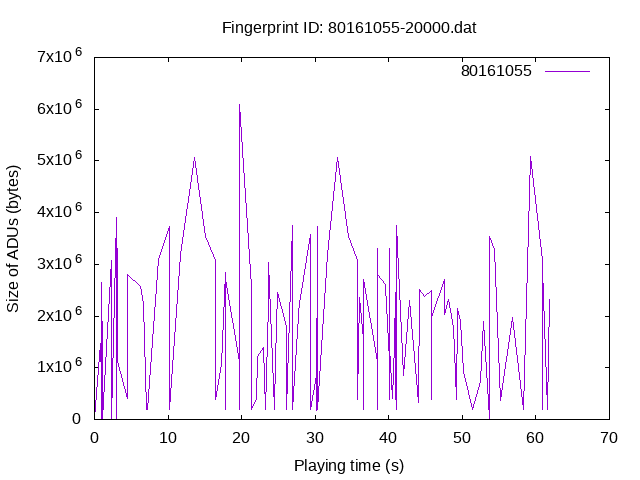 Fingerprint ID: 80161055-20000.dat
7x10^6
80161055
6x10^6
5x10^6
4x10^6
3x10^6
2x10^6
1x10^6
0
Size of ADUs (bytes)
0 10 20 30 40 50 60 70
Playing time (s)